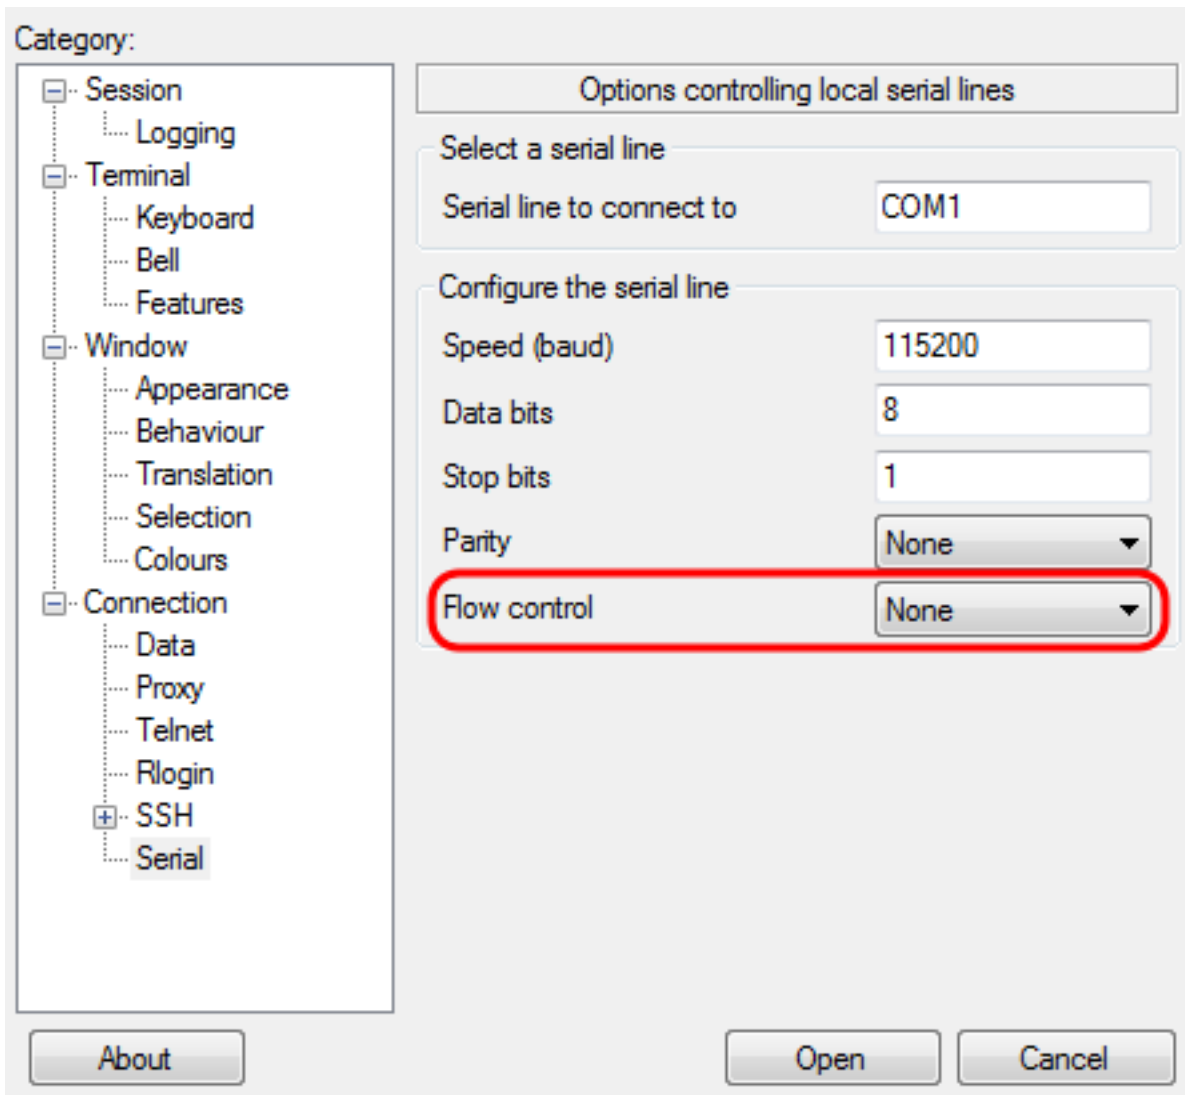 Category:
Session
Logging
Terminal
Keyboard
Bell
Features
Window
Appearance
Behaviour
Translation
Selection
Colours
Connection
Data
Proxy
Telnet
Rlogin
SSH
Serial
Options controlling local serial lines
Select a serial line
Serial line to connect to COM1
Configure the serial line
Speed (baud) 115200
Data bits 8
Stop bits 1
Parity None
Flow control None
About Open Cancel